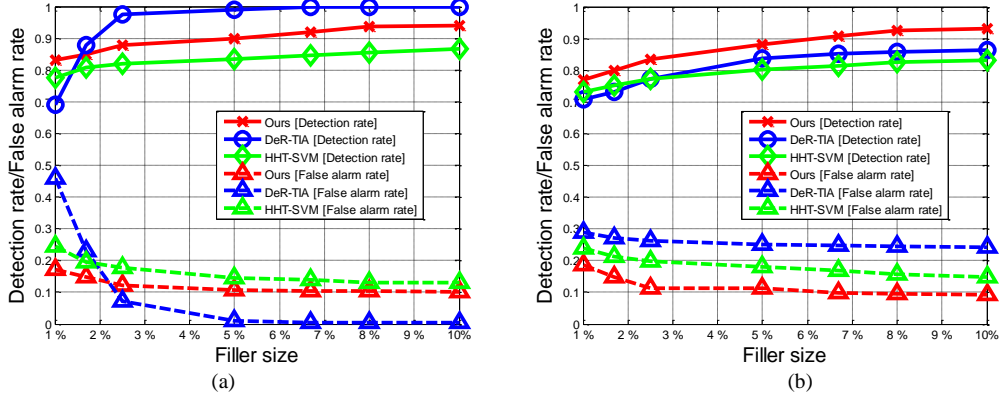 Detection rate/False alarm rate
1
0.9
0.8
0.7
0.6
0.5
0.4
0.3
0.2
0.1
0
Ours [Detection rate]
DeR-TIA [Detection rate]
HHT-SVM [Detection rate]
Ours [False alarm rate]
DeR-TIA [False alarm rate]
HHT-SVM [False alarm rate]
1 % 2 % 3 % 4 % 5 % 6 % 7 % 8 % 9 % 10%
Filler size
(a)
Detection rate/False alarm rate
1
0.9
0.8
0.7
0.6
0.5
0.4
0.3
0.2
0.1
0
Ours [Detection rate]
DeR-TIA [Detection rate]
HHT-SVM [Detection rate]
Ours [False alarm rate]
DeR-TIA [False alarm rate]
HHT-SVM [False alarm rate]
1 % 2 % 3 % 4 % 5 % 6 % 7 % 8 % 9 % 10%
Filler size
(b)